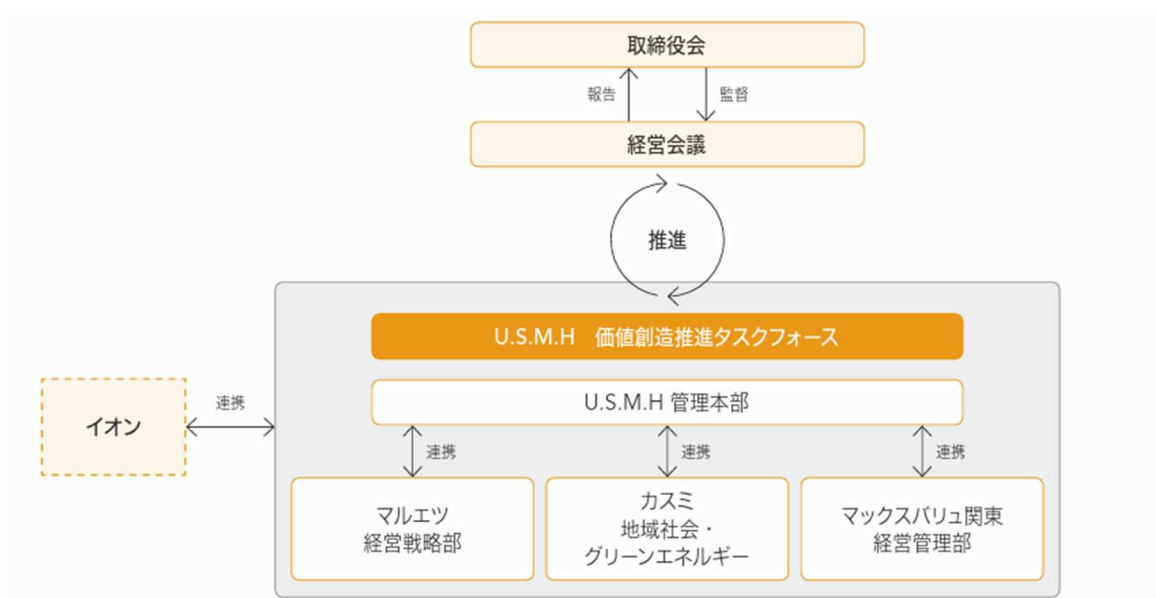 取締役会
報告
監督
経営会議
推進
U.S.M.H　価値創造推進タスクフォース
U.S.M.H 管理本部
イオン
連携
連携
連携
連携
マルエツ
経営戦略部
カスミ
地域社会・
グリーンエネルギー
マックスバリュ関東
経営管理部